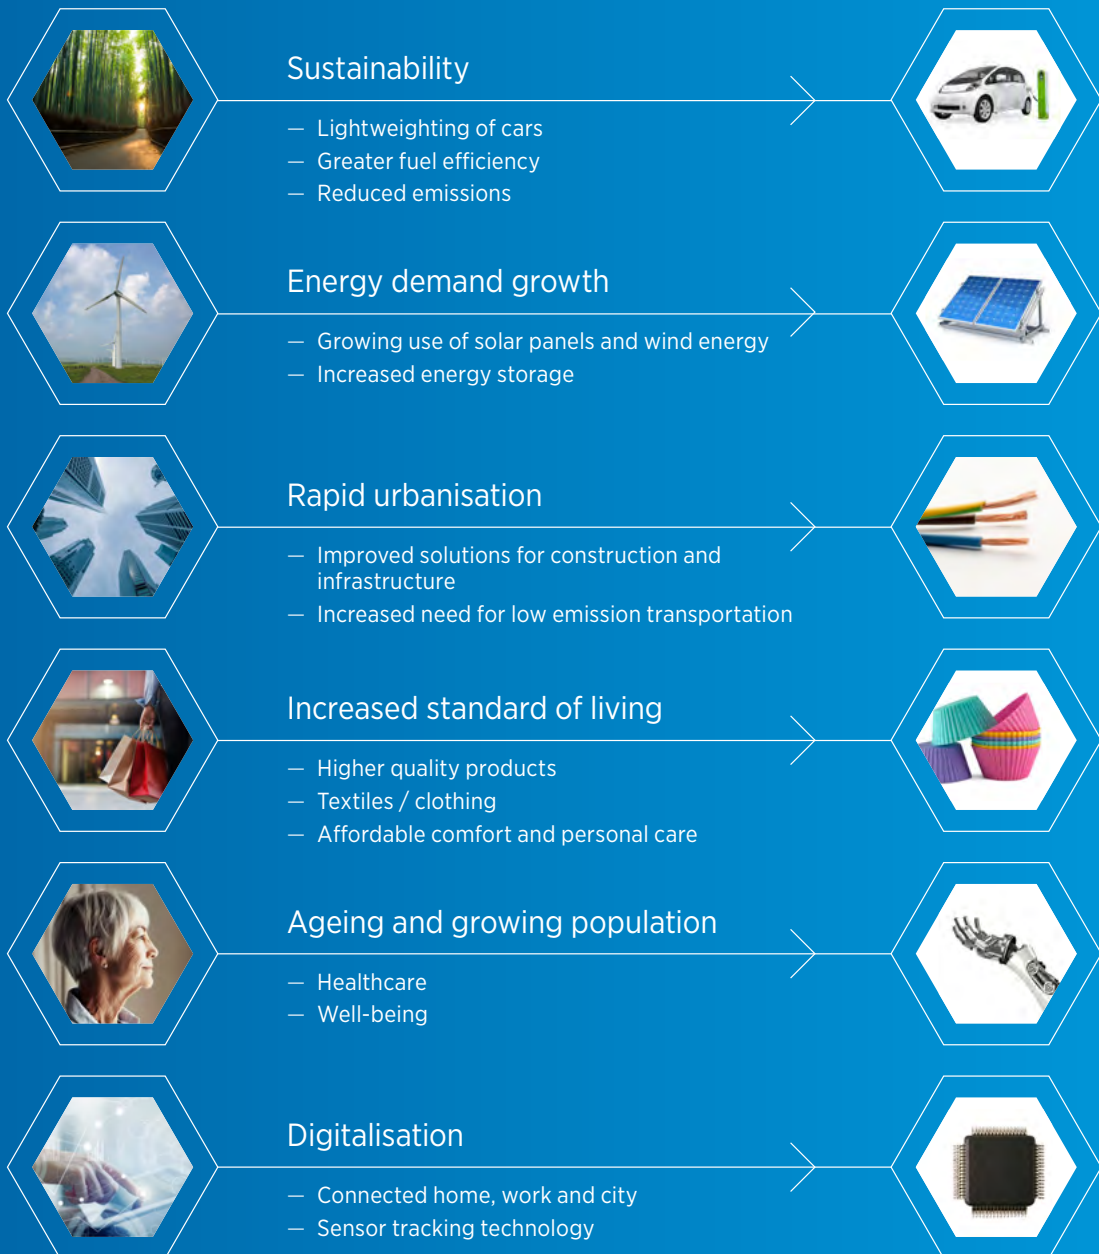 Sustainability
— Lightweighting of cars
— Greater fuel efficiency
— Reduced emissions
Energy demand growth
— Growing use of solar panels and wind energy
— Increased energy storage
Rapid urbanisation
— Improved solutions for construction and
infrastructure
— Increased need for low emission transportation
Increased standard of living
— Higher quality products
— Textiles / clothing
— Affordable comfort and personal care
Ageing and growing population
— Healthcare
— Well-being
Digitalisation
— Connected home, work and city
— Sensor tracking technology